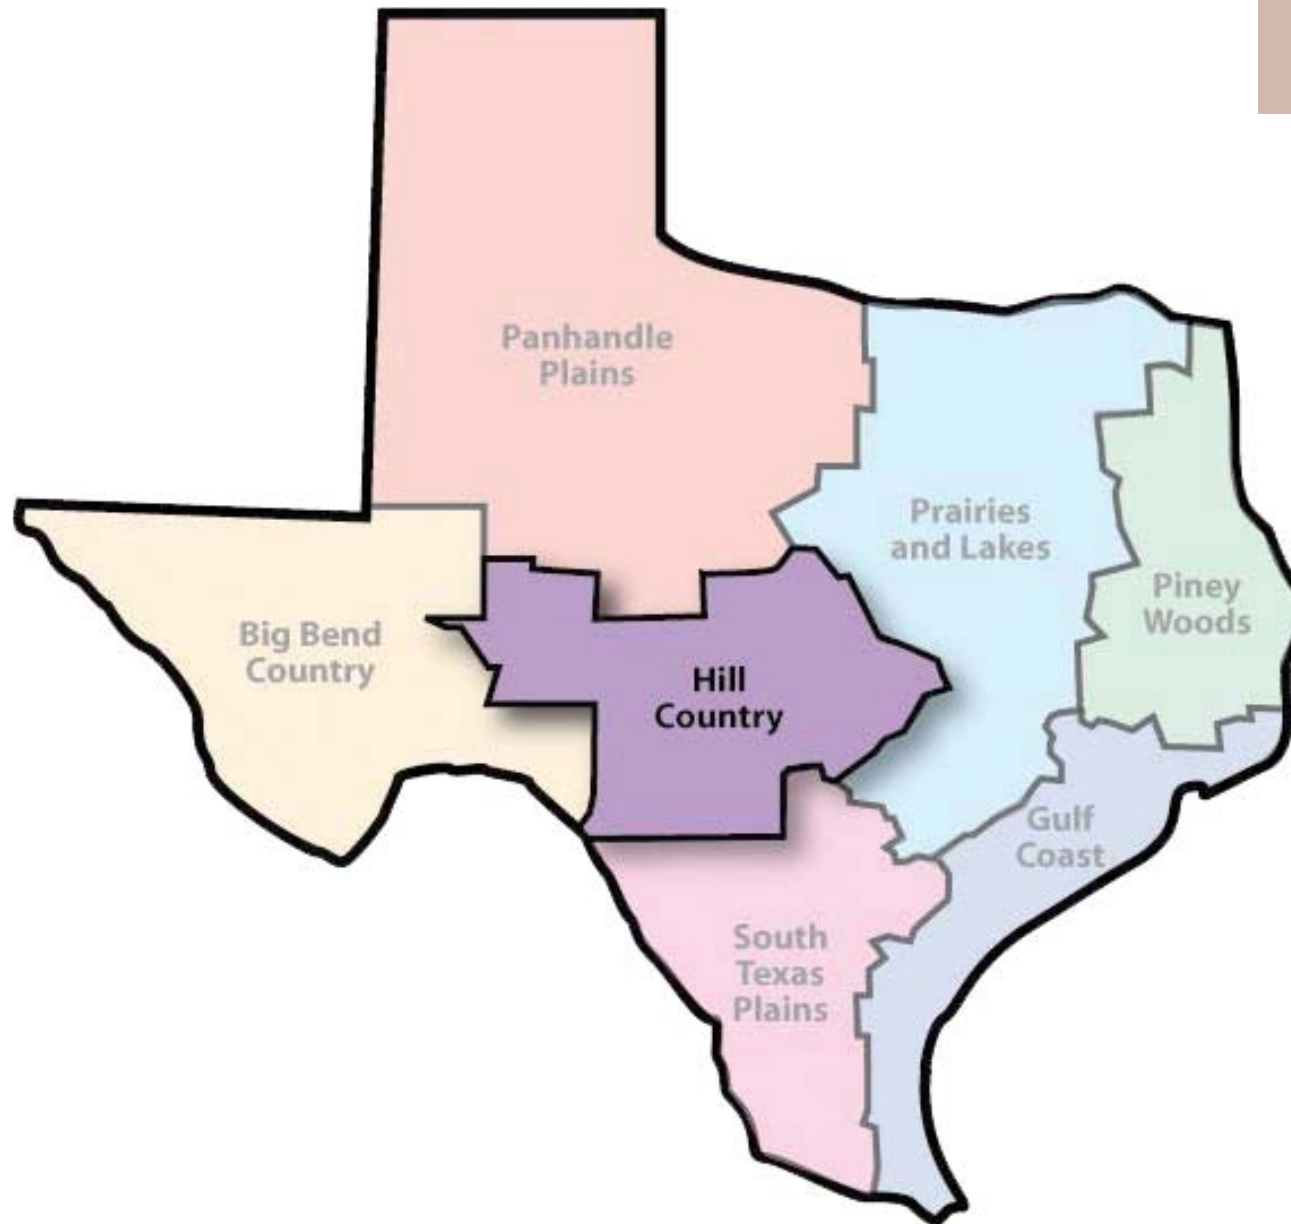 Panhandle
Plains
Prairies
and Lakes
Piney
Woods
Big Bend
Country
Hill
Country
Gulf
Coast
South
Texas
Plains